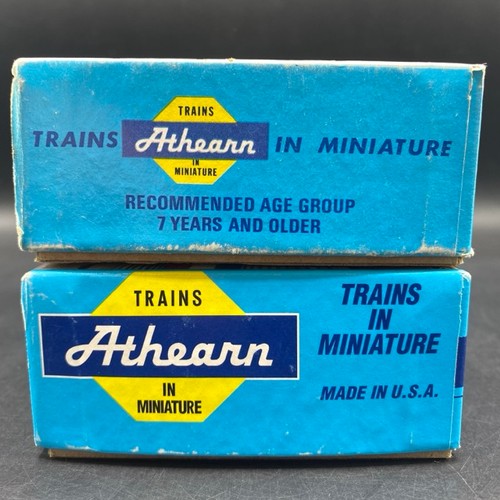 TRAINS
TRAINS Athearn IN MINIATURE
IN
MINIATURE
RECOMMENDED AGE GROUP
7 YEARS AND OLDER
TRAINS
Athearn
IN
MINIATURE
TRAINS
IN
MINIATURE
MADE IN U.S.A.